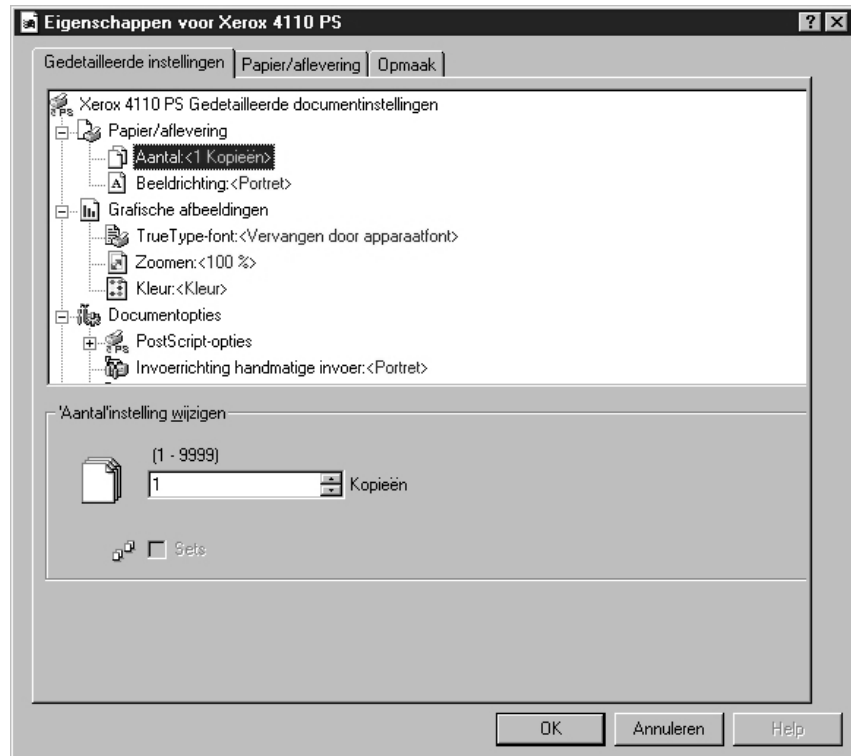 Eigenschappen voor Xerox 4110 PS
Gedetailleerde instellingen Papier/aflevering Opmaak
Xerox 4110 PS Gedetailleerde documentinstellingen
Papier/aflevering
Aantal:<1 Kopieën>
Beeldrichting:<Portret>
Grafische afbeeldingen
TrueType-font:<Vervangen door apparaatfont>
Zoomen:<100 %>
Kleur:<Kleur>
Documentopties
PostScript-opties
Invoerrichting handmatige invoer:<Portret>
'Aantal'instelling wijzigen
(1 - 9999)
1 Kopieën
Sets
OK Annuleren Help